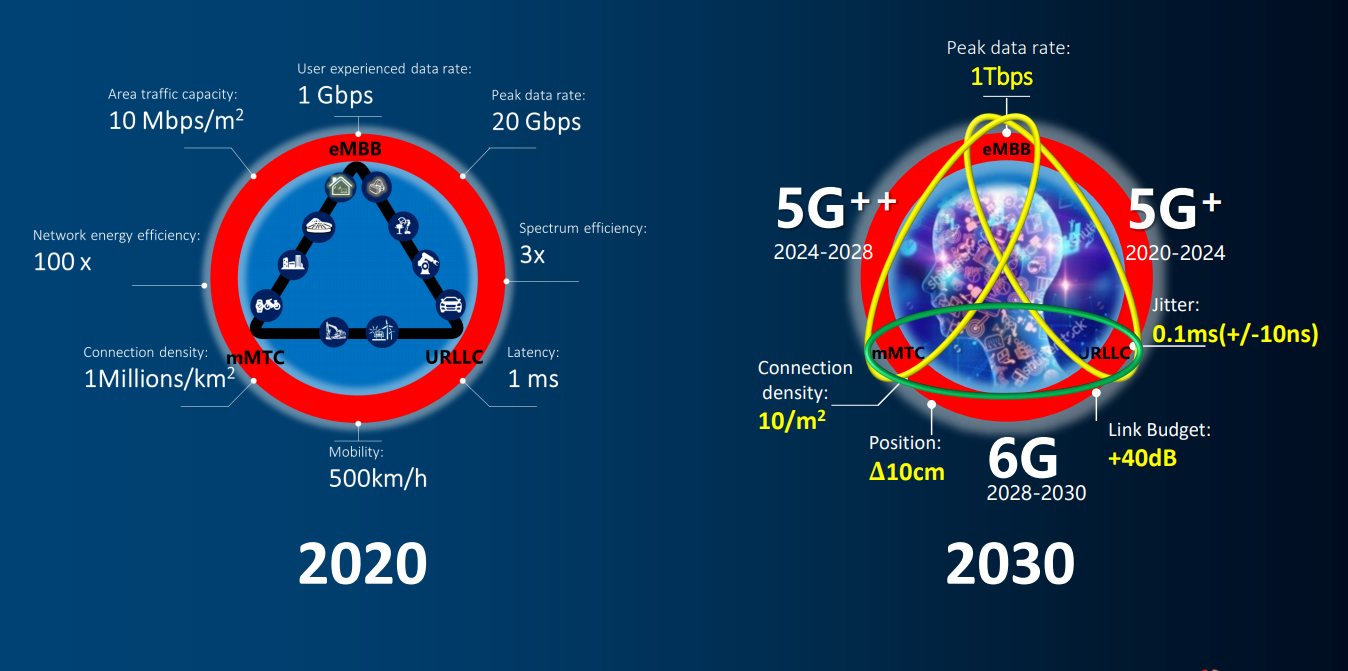 User experienced data rate:
1 Gbps
Area traffic capacity:
10 Mbps/m²
Peak data rate:
20 Gbps
eMBB
Network energy efficiency:
100 x
Spectrum efficiency:
3x
Connection density:
1Millions/km²
mMTC
URLLC
Latency:
1 ms
Mobility:
500km/h
2020
Peak data rate:
1Tbps
eMBB
5G++
2024-2028
5G+
2020-2024
Jitter:
0.1ms(+/-10ns)
mMTC
URLLC
Connection
density:
10/m²
Position:
Δ10cm
Link Budget:
+40dB
6G
2028-2030
2030